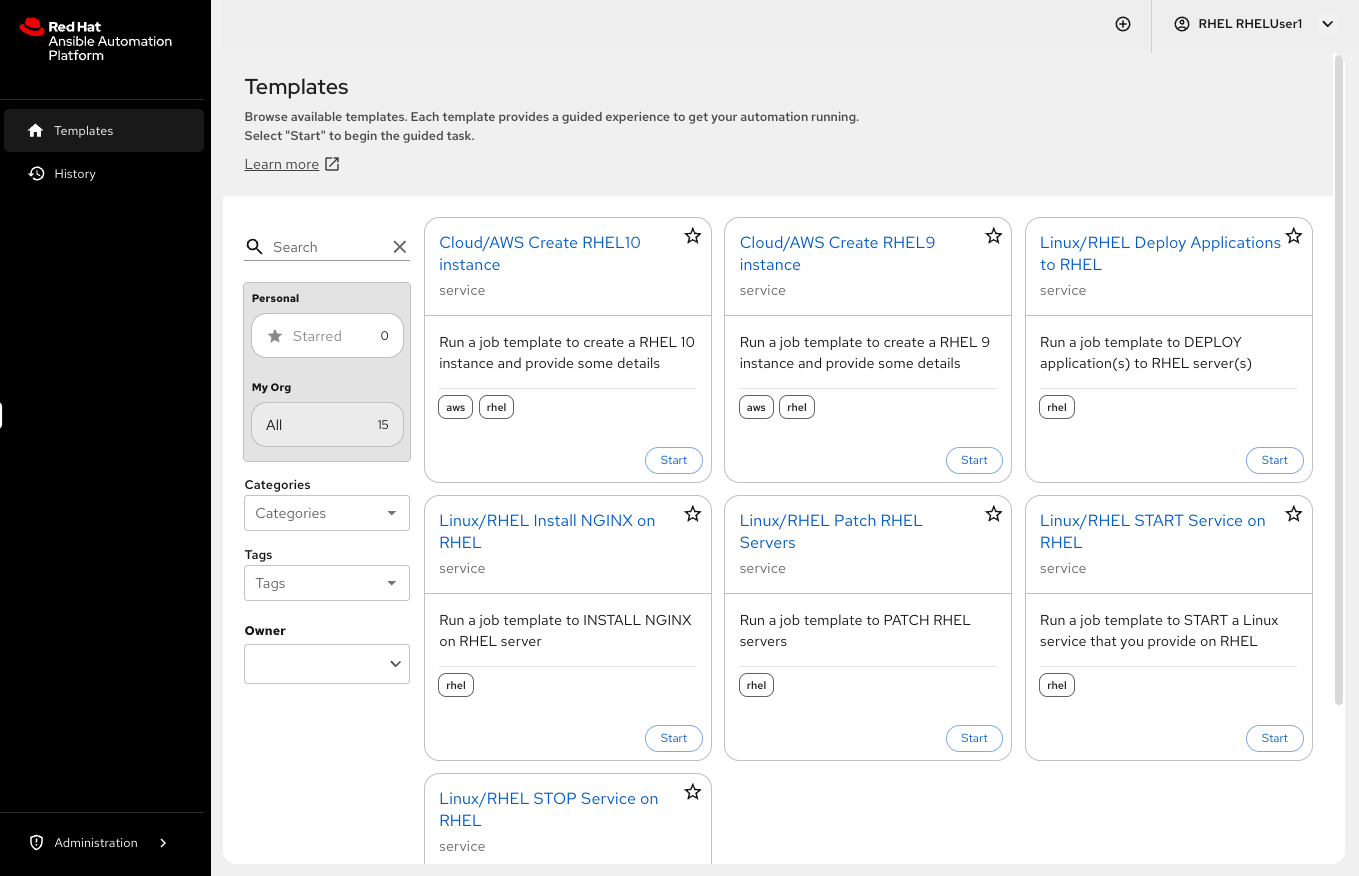 Red Hat
Ansible Automation
Platform
Templates
History
Administration
RHEL RHELUser1
Templates
Browse available templates. Each template provides a guided experience to get your automation running.
Select "Start" to begin the guided task.
Learn more
Search
Personal
Starred 0
My Org
All 15
Categories
Categories
Tags
Tags
Owner
Cloud/AWS Create RHEL10
instance
service
Run a job template to create a RHEL 10
instance and provide some details
aws rhel
Start
Cloud/AWS Create RHEL9
instance
service
Run a job template to create a RHEL 9
instance and provide some details
aws rhel
Start
Linux/RHEL Deploy Applications
to RHEL
service
Run a job template to DEPLOY
application(s) to RHEL server(s)
rhel
Start
Linux/RHEL Install NGINX on
RHEL
service
Run a job template to INSTALL NGINX
on RHEL server
rhel
Start
Linux/RHEL Patch RHEL
Servers
service
Run a job template to PATCH RHEL
servers
rhel
Start
Linux/RHEL START Service on
RHEL
service
Run a job template to START a Linux
service that you provide on RHEL
rhel
Start
Linux/RHEL STOP Service on
RHEL
service